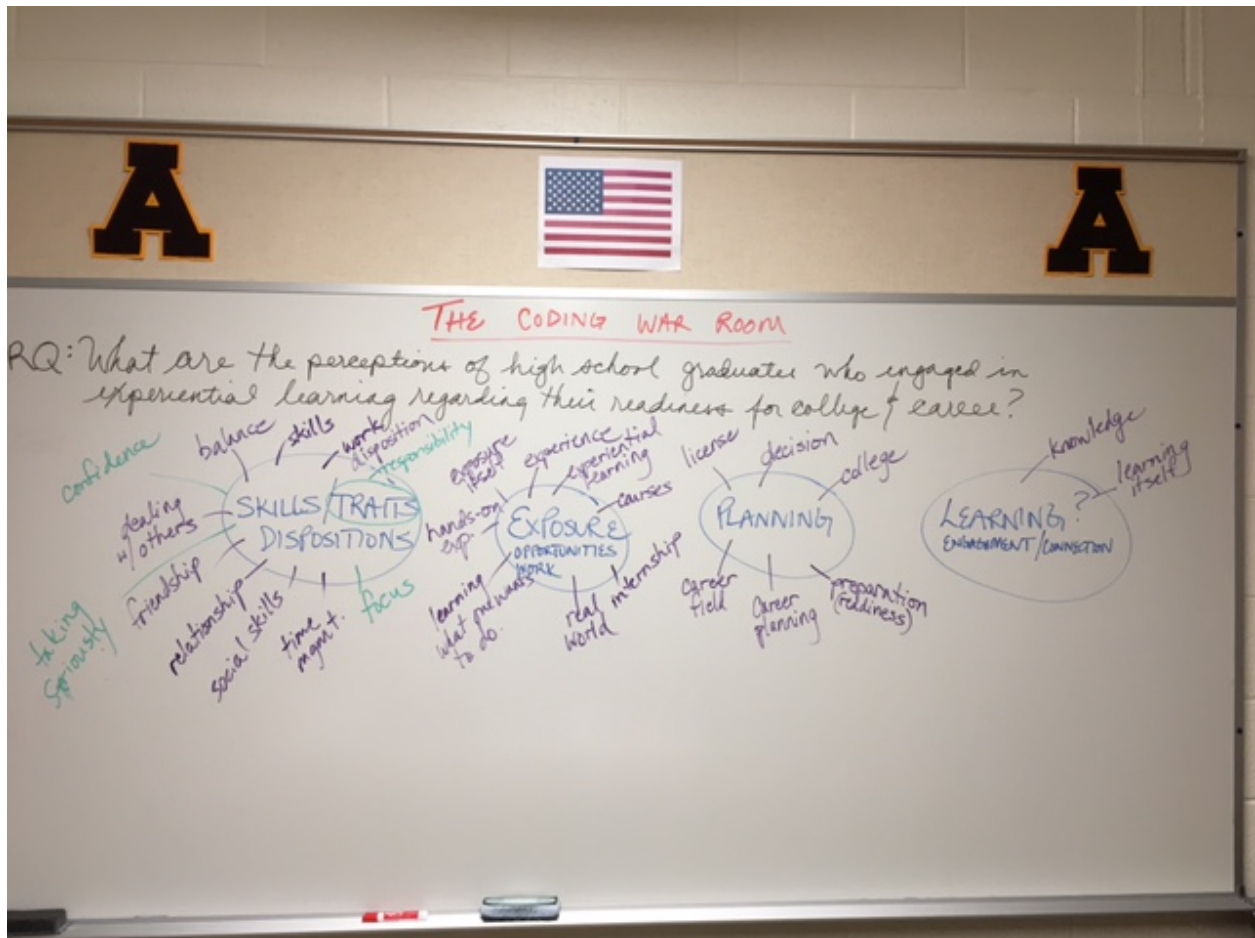 A
A
THE CODING WAR ROOM
RQ: What are the perceptions of high school graduates who engaged in
experiential learning regarding their readiness for college & career?
confidence
balance
skills
work
disposition
responsibility
dealing
w/others
SKILLS/TRAITS
DISPOSITIONS
taking
seriously
friendship
relationship
social skills
time
mgmt.
focus
exposure
itself
experience
experiential
learning
courses
hands-on
exp.
EXPOSURE
OPPORTUNITIES
WORK
learning
what one wants
to do.
real
world
internship
license
decision
college
PLANNING
career
field
career
planning
preparation
(readiness)
knowledge
learning
itself
LEARNING?
ENGAGEMENT/CONNECTION